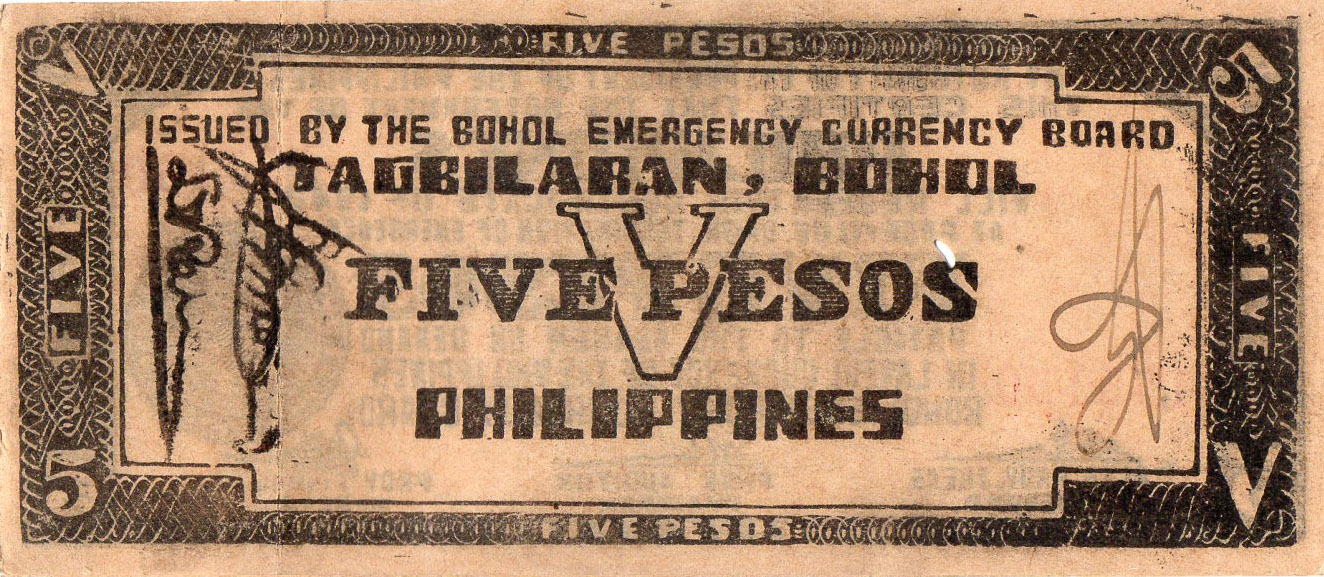 FIVE PESOS
V
5
ISSUED BY THE BOHOL EMERGENCY CURRENCY BOARD
TAGBILARAN, BOHOL
V
FIVE PESOS
PHILIPPINES
FIVE
FIVE
5
V
FIVE PESOS